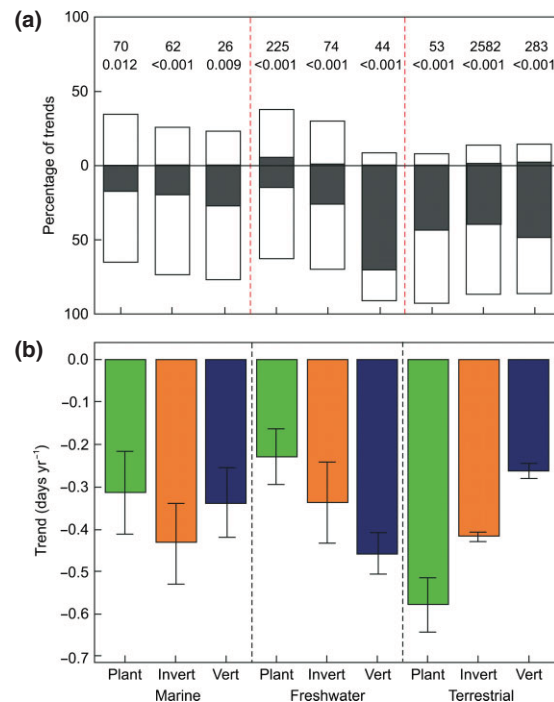 (a)
100
50
0
50
100
Percentage of trends
70 62 26 225 74 44 53 2582 283
0.012 <0.001 0.009 <0.001 <0.001 <0.001 <0.001 <0.001 <0.001
(b)
0.0
–0.1
–0.2
–0.3
–0.4
–0.5
–0.6
–0.7
Trend (days yr⁻¹)
Plant Invert Vert Plant Invert Vert Plant Invert Vert
Marine Freshwater Terrestrial